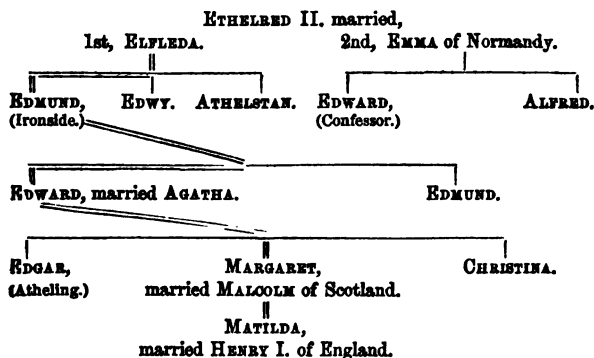 ETHELRED II. married,
1st, ELFLEDA. 2nd, EMMA of Normandy.
EDMUND, EDWY. ATHELSTAN. EDWARD, ALFRED.
(Ironside.) (Confessor.)
EDWARD, married AGATHA. EDMUND.
EDGAR, MARGARET, CHRISTINA.
(Atheling.) married MALCOLM of Scotland.
MATILDA,
married HENRY I. of England.